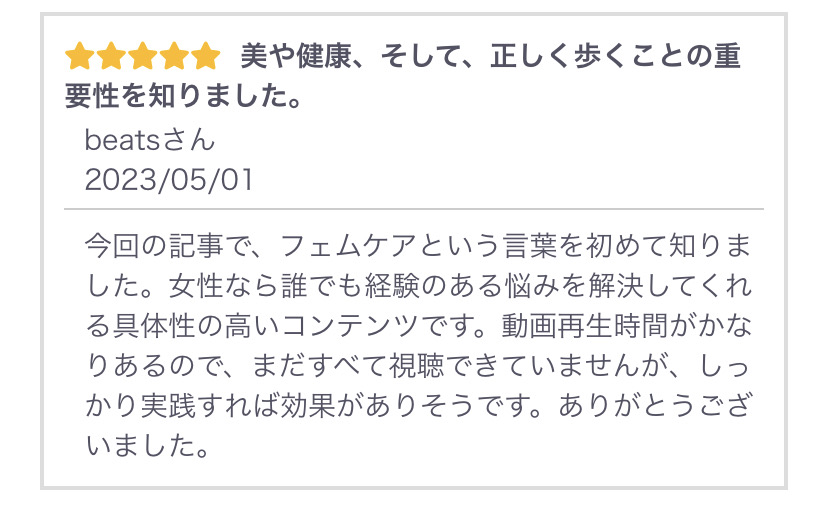 ★★★★★ 美や健康、そして、正しく歩くことの重
要性を知りました。
beatsさん
2023/05/01
今回の記事で、フェムケアという言葉を初めて知りま
した。女性なら誰でも経験のある悩みを解決してくれ
る具体性の高いコンテンツです。動画再生時間がかな
りあるので、まだすべて視聴できていませんが、しっ
かり実践すれば効果がありそうです。ありがとうござ
いました。